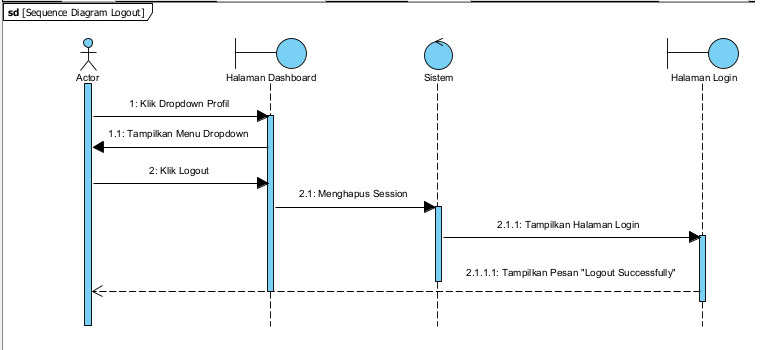 sd [Sequence Diagram Logout]
Actor
Halaman Dashboard
Sistem
Halaman Login
1: Klik Dropdown Profil
1.1: Tampilkan Menu Dropdown
2: Klik Logout
2.1: Menghapus Session
2.1.1: Tampilkan Halaman Login
2.1.1.1: Tampilkan Pesan "Logout Successfully"